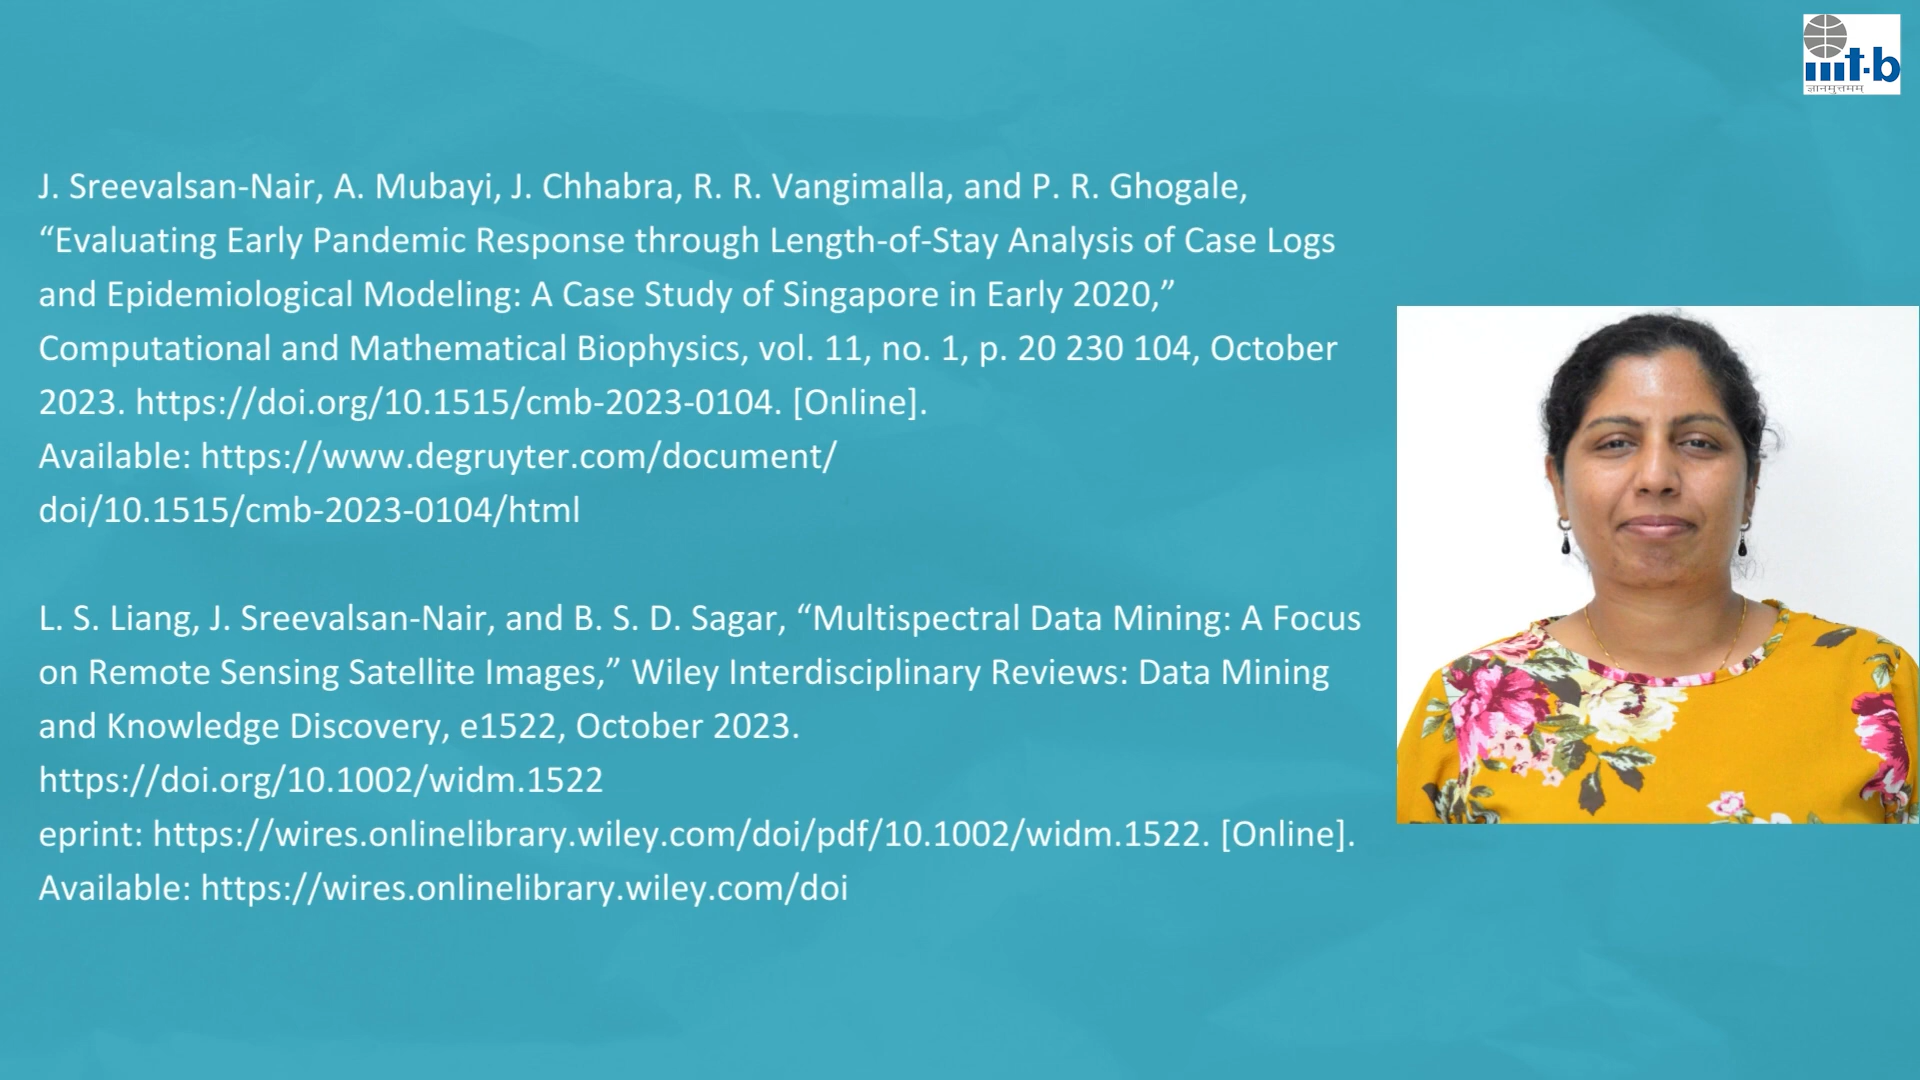 iiit-b
ज्ञानमुत्तमम्
J. Sreevalsan-Nair, A. Mubayi, J. Chhabra, R. R. Vangimalla, and P. R. Ghogale,
“Evaluating Early Pandemic Response through Length-of-Stay Analysis of Case Logs
and Epidemiological Modeling: A Case Study of Singapore in Early 2020,”
Computational and Mathematical Biophysics, vol. 11, no. 1, p. 20 230 104, October
2023. https://doi.org/10.1515/cmb-2023-0104. [Online].
Available: https://www.degruyter.com/document/
doi/10.1515/cmb-2023-0104/html
L. S. Liang, J. Sreevalsan-Nair, and B. S. D. Sagar, “Multispectral Data Mining: A Focus
on Remote Sensing Satellite Images,” Wiley Interdisciplinary Reviews: Data Mining
and Knowledge Discovery, e1522, October 2023.
https://doi.org/10.1002/widm.1522
eprint: https://wires.onlinelibrary.wiley.com/doi/pdf/10.1002/widm.1522. [Online].
Available: https://wires.onlinelibrary.wiley.com/doi